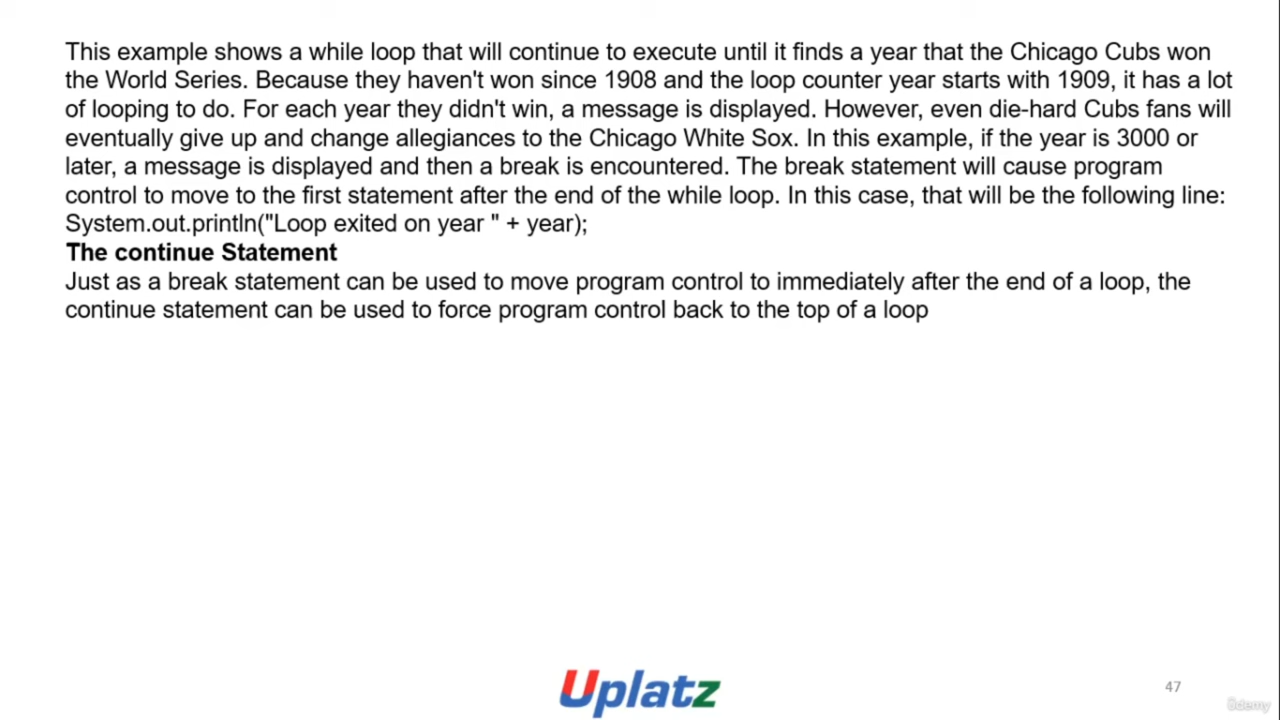 This example shows a while loop that will continue to execute until it finds a year that the Chicago Cubs won
the World Series. Because they haven't won since 1908 and the loop counter year starts with 1909, it has a lot
of looping to do. For each year they didn't win, a message is displayed. However, even die-hard Cubs fans will
eventually give up and change allegiances to the Chicago White Sox. In this example, if the year is 3000 or
later, a message is displayed and then a break is encountered. The break statement will cause program
control to move to the first statement after the end of the while loop. In this case, that will be the following line:
System.out.println("Loop exited on year " + year);
The continue Statement
Just as a break statement can be used to move program control to immediately after the end of a loop, the
continue statement can be used to force program control back to the top of a loop
Uplatz
47
ûdemy